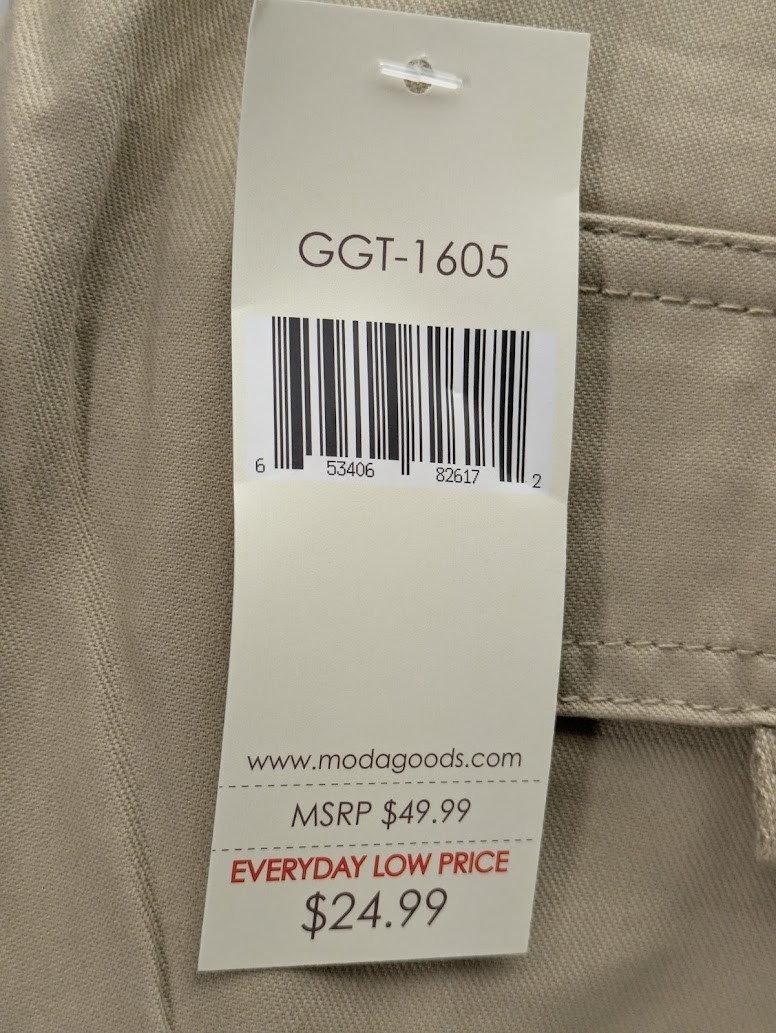 GGT-1605
6 53406 82617 2
www.modagoods.com
MSRP $49.99
EVERYDAY LOW PRICE
$24.99